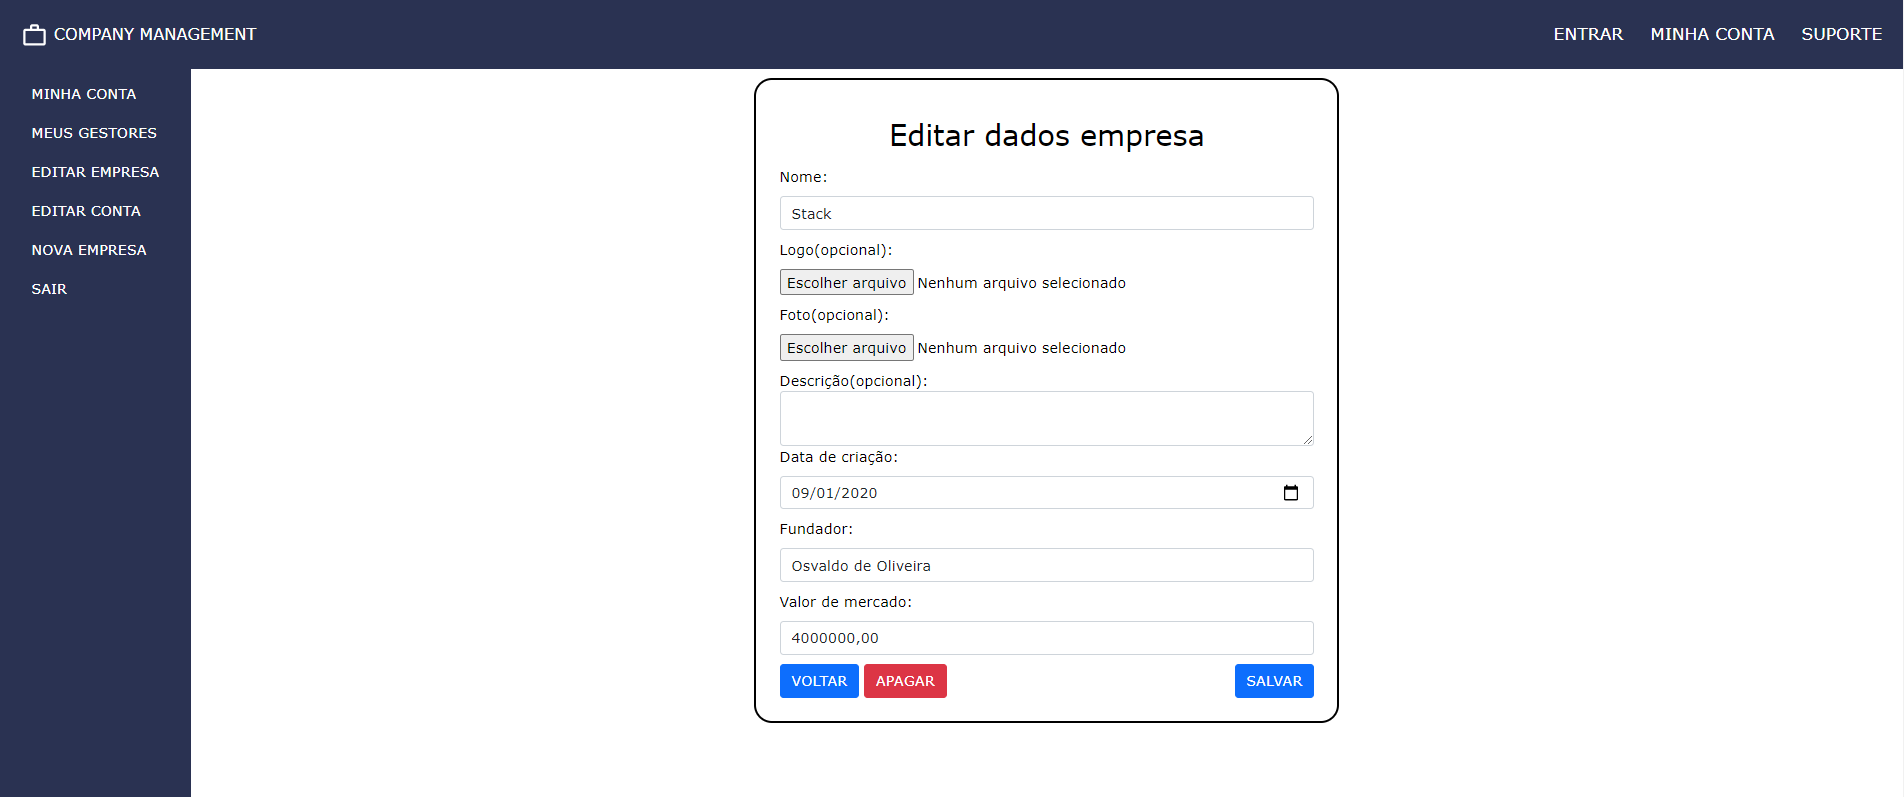 COMPANY MANAGEMENT
ENTRAR MINHA CONTA SUPORTE
MINHA CONTA
MEUS GESTORES
EDITAR EMPRESA
EDITAR CONTA
NOVA EMPRESA
SAIR
Editar dados empresa
Nome:
Stack
Logo(opcional):
Escolher arquivo Nenhum arquivo selecionado
Foto(opcional):
Escolher arquivo Nenhum arquivo selecionado
Descrição(opcional):
Data de criação:
09/01/2020
Fundador:
Osvaldo de Oliveira
Valor de mercado:
4000000,00
VOLTAR APAGAR SALVAR